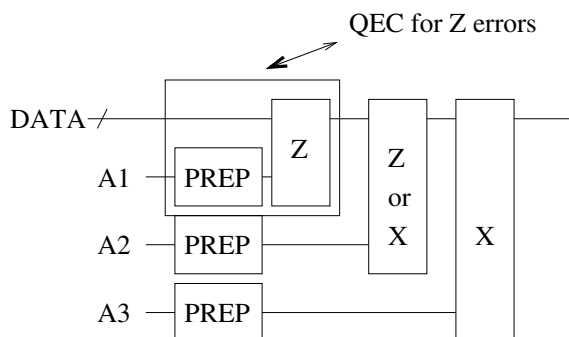 QEC for Z errors
DATA
Z
A1 PREP
Z
or
X
X
A2 PREP
A3 PREP